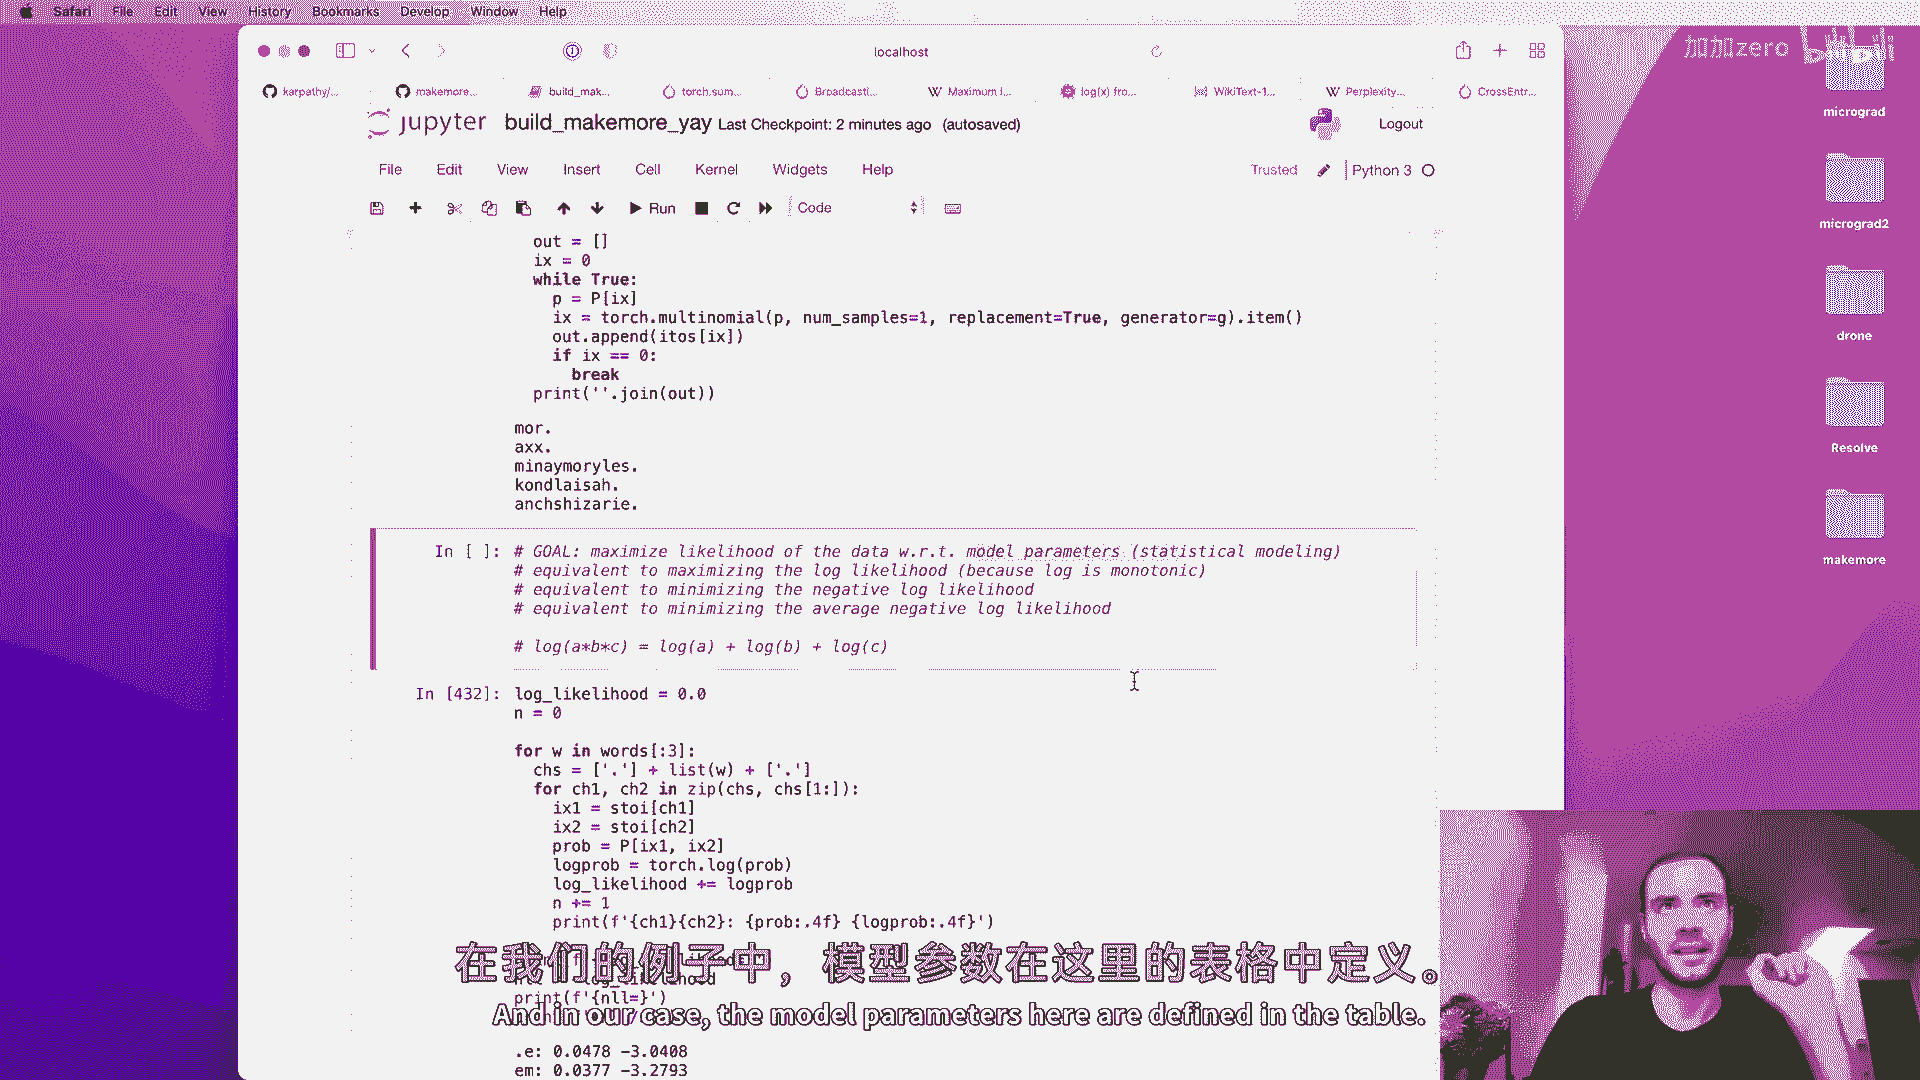 Safari File Edit View History Bookmarks Develop Window Help
加加zero
localhost
karpathy/... makemore... build_mak... torch.sum... Broadcasti... Maximum l... log(x) fro... WikiText-1... Perplexity... CrossEntr...
jupyter build_makemore_yay Last Checkpoint: 2 minutes ago (autosaved) Logout
File Edit View Insert Cell Kernel Widgets Help Trusted Python 3
Run Code
out = []
ix = 0
while True:
p = P[ix]
ix = torch.multinomial(p, num_samples=1, replacement=True, generator=g).item()
out.append(itos[ix])
if ix == 0:
break
print(''.join(out))
mor.
axx.
minaymoryles.
kondlaisah.
anchshizarie.
In [ ]: # GOAL: maximize likelihood of the data w.r.t. model parameters (statistical modeling)
# equivalent to maximizing the log likelihood (because log is monotonic)
# equivalent to minimizing the negative log likelihood
# equivalent to minimizing the average negative log likelihood
# log(a*b*c) = log(a) + log(b) + log(c)
In [432]: log_likelihood = 0.0
n = 0
for w in words[:3]:
chs = ['.'] + list(w) + ['.']
for ch1, ch2 in zip(chs, chs[1:]):
ix1 = stoi[ch1]
ix2 = stoi[ch2]
prob = P[ix1, ix2]
logprob = torch.log(prob)
log_likelihood += logprob
n += 1
print(f'{ch1}{ch2}: {prob:.4f} {logprob:.4f}')
print(f'{nll=}')
.e: 0.0478 -3.0408
em: 0.0377 -3.2793
micrograd
micrograd2
drone
Resolve
makemore
在我们的例子中，模型参数在这里的表格中定义。
And in our case, the model parameters here are defined in the table.